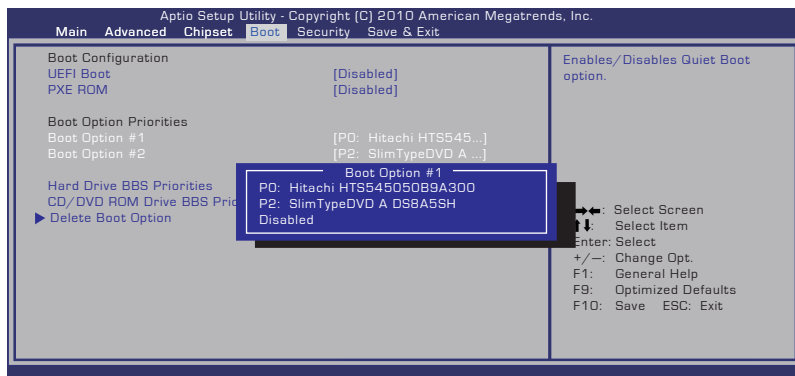 Aptio Setup Utility - Copyright (C) 2010 American Megatrends, Inc.
Main Advanced Chipset Boot Security Save & Exit
Boot Configuration
UEFI Boot [Disabled]
PXE ROM [Disabled]
Boot Option Priorities
Boot Option #1 [P0: Hitachi HTS545...]
Boot Option #2 [P2: SlimTypeDVD A ...]
Hard Drive BBS Priorities
CD/DVD ROM Drive BBS Prio
Delete Boot Option
Boot Option #1
P0: Hitachi HTS545050B9A300
P2: SlimTypeDVD A DS8A5SH
Disabled
Enables/Disables Quiet Boot
option.
→←: Select Screen
↑↓: Select Item
Enter: Select
+/—: Change Opt.
F1: General Help
F9: Optimized Defaults
F10: Save ESC: Exit